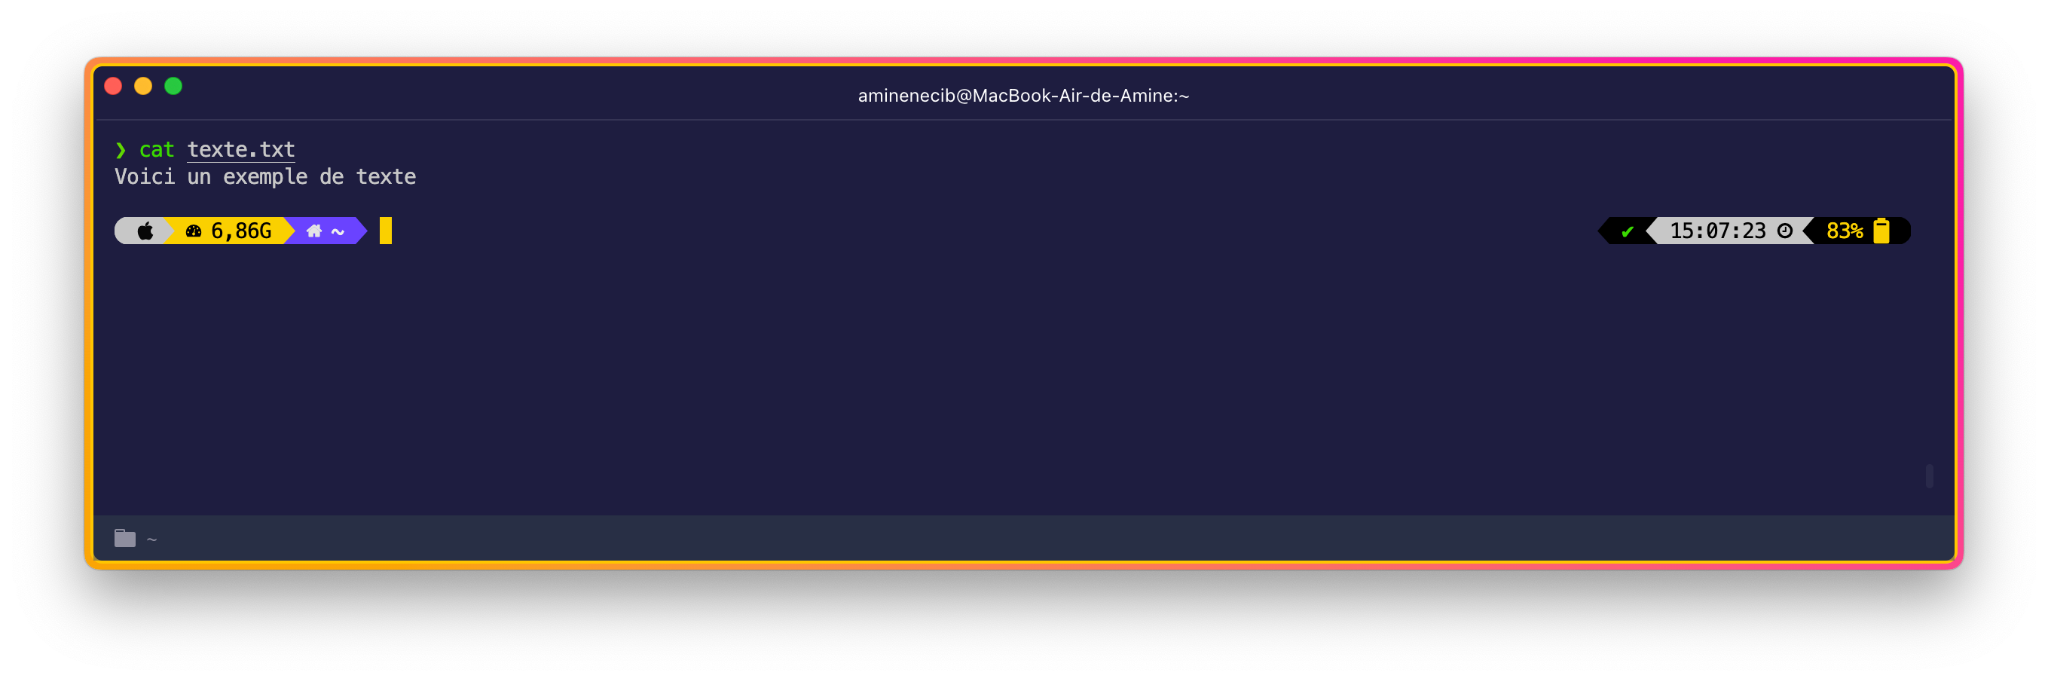 aminenecib@MacBook-Air-de-Amine:~
❯ cat texte.txt
Voici un exemple de texte
6,86G ~ ✔ 15:07:23 83%
~